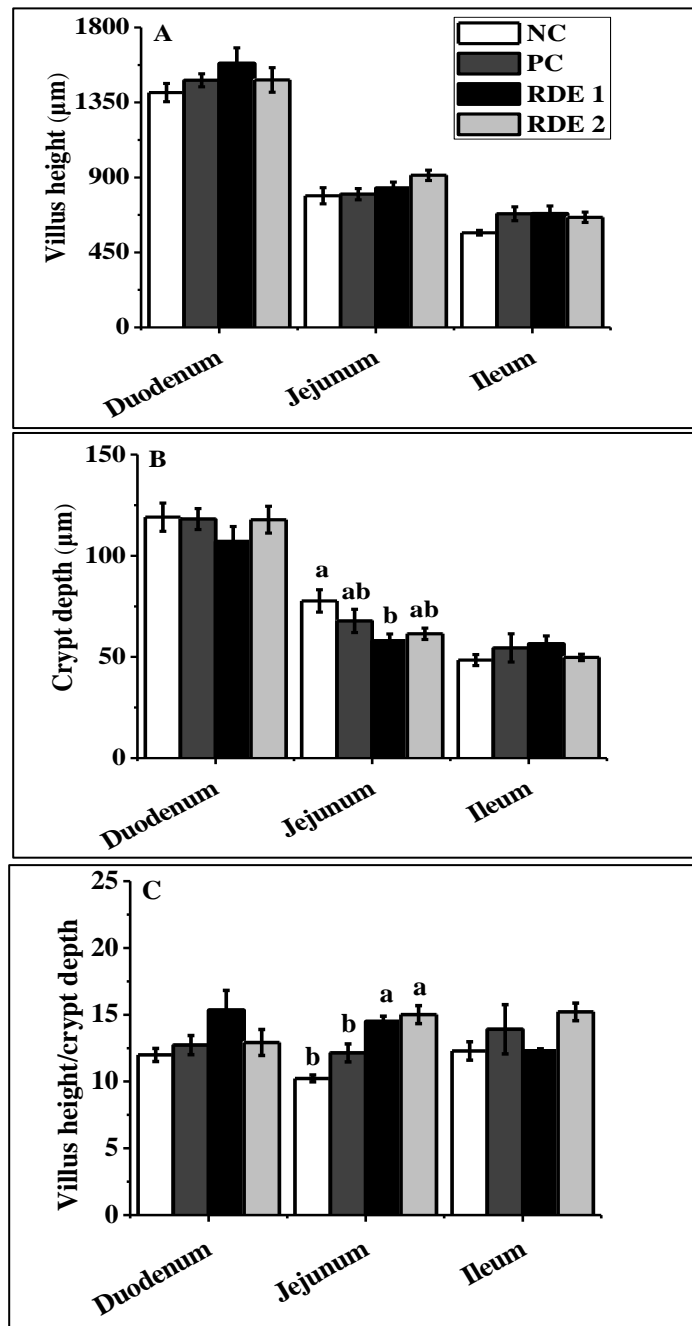 A
NC
PC
RDE 1
RDE 2
Villus height (μm)
1800
1350
900
450
0
Duodenum
Jejunum
Ileum
B
Crypt depth (μm)
150
100
50
0
a
ab
b
ab
Duodenum
Jejunum
Ileum
C
Villus height/crypt depth
25
20
15
10
5
0
b
b
a
a
Duodenum
Jejunum
Ileum